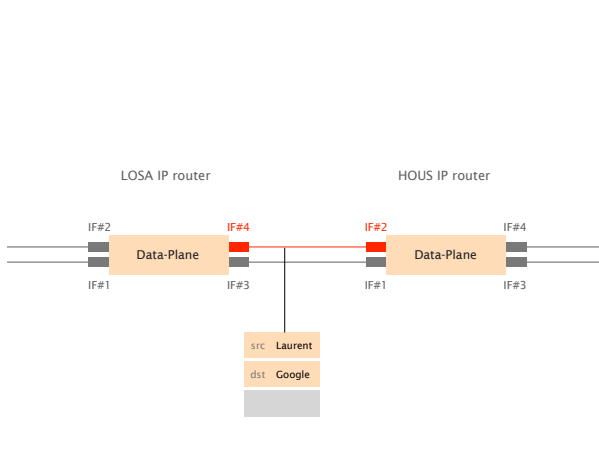 LOSA IP router
HOUS IP router
IF#2
IF#4
IF#2
IF#4
Data-Plane
Data-Plane
IF#1
IF#3
IF#1
IF#3
src Laurent
dst Google